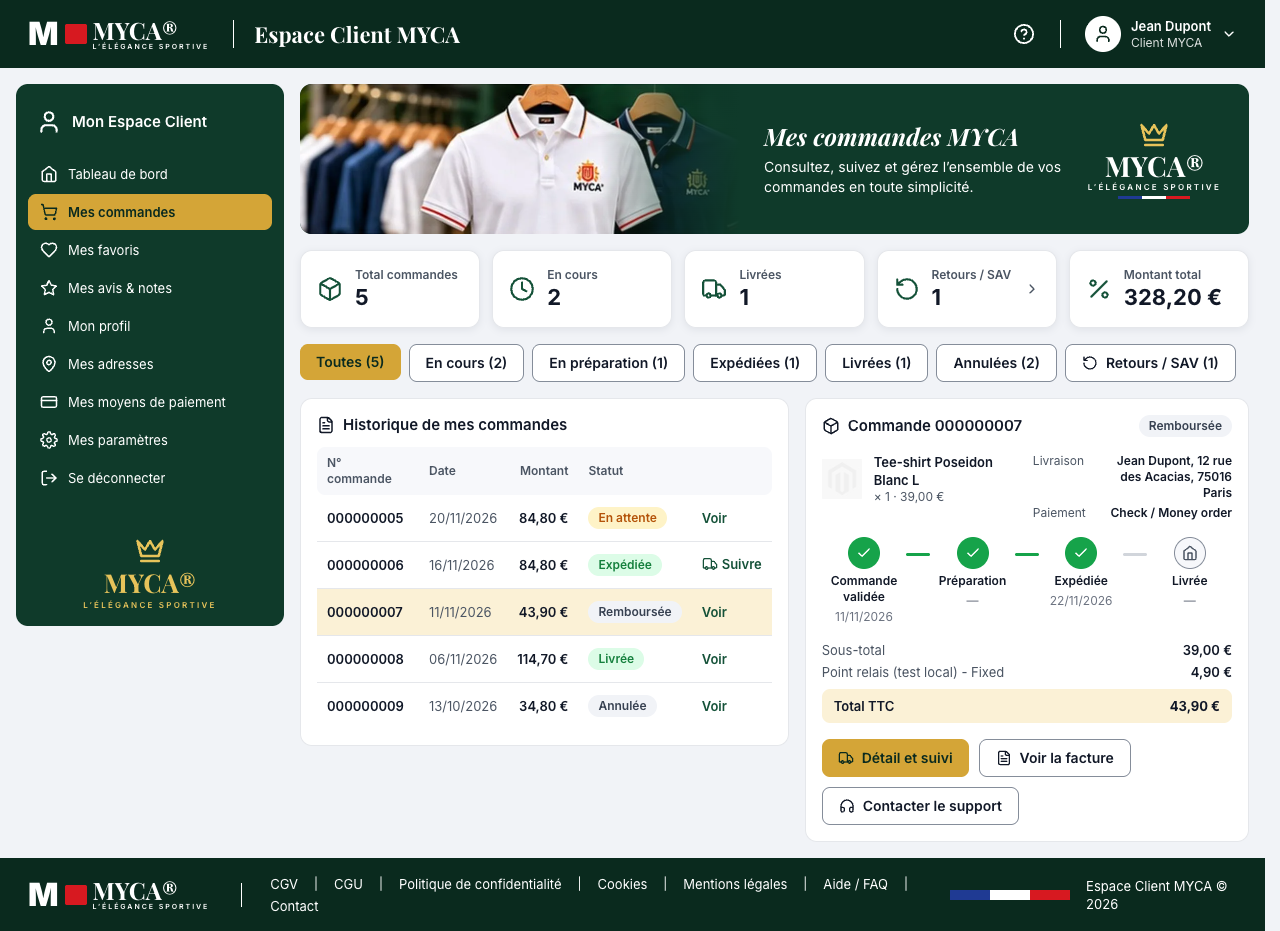 M MYCA®
L'ÉLÉGANCE SPORTIVE
Espace Client MYCA
Jean Dupont
Client MYCA
Mon Espace Client
Tableau de bord
Mes commandes
Mes favoris
Mes avis & notes
Mon profil
Mes adresses
Mes moyens de paiement
Mes paramètres
Se déconnecter
MYCA®
L'ÉLÉGANCE SPORTIVE
MYCA®
MYCA®
Mes commandes MYCA
Consultez, suivez et gérez l'ensemble de vos
commandes en toute simplicité.
MYCA®
L'ÉLÉGANCE SPORTIVE
Total commandes
5
En cours
2
Livrées
1
Retours / SAV
1
Montant total
328,20 €
Toutes (5)
En cours (2)
En préparation (1)
Expédiées (1)
Livrées (1)
Annulées (2)
Retours / SAV (1)
Historique de mes commandes
N°
commande
Date
Montant
Statut
000000005 20/11/2026 84,80 € En attente Voir
000000006 16/11/2026 84,80 € Expédiée Suivre
000000007 11/11/2026 43,90 € Remboursée Voir
000000008 06/11/2026 114,70 € Livrée Voir
000000009 13/10/2026 34,80 € Annulée Voir
Commande 000000007
Remboursée
Tee-shirt Poseidon
Blanc L
× 1 · 39,00 €
Livraison
Jean Dupont, 12 rue
des Acacias, 75016
Paris
Paiement
Check / Money order
Commande
validée
11/11/2026
Préparation
—
Expédiée
22/11/2026
Livrée
—
Sous-total 39,00 €
Point relais (test local) - Fixed 4,90 €
Total TTC 43,90 €
Détail et suivi
Voir la facture
Contacter le support
M MYCA®
L'ÉLÉGANCE SPORTIVE
CGV | CGU | Politique de confidentialité | Cookies | Mentions légales | Aide / FAQ |
Contact
Espace Client MYCA ©
2026